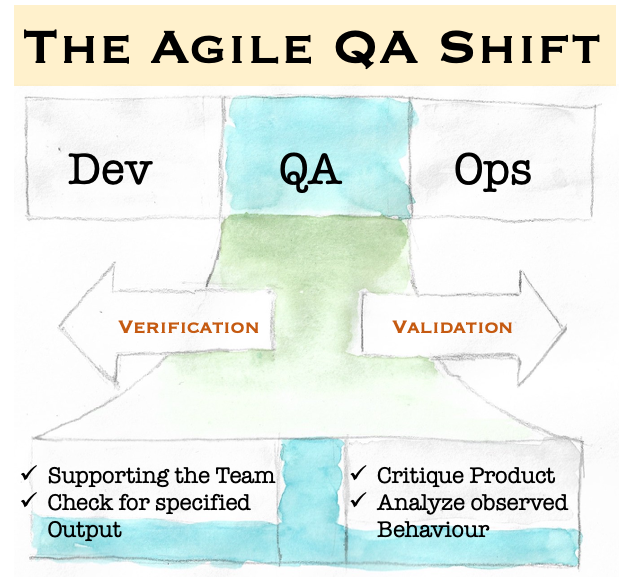 THE AGILE QA SHIFT
Dev QA Ops
VERIFICATION VALIDATION
✓ Supporting the Team
✓ Check for specified
Output
✓ Critique Product
✓ Analyze observed
Behaviour